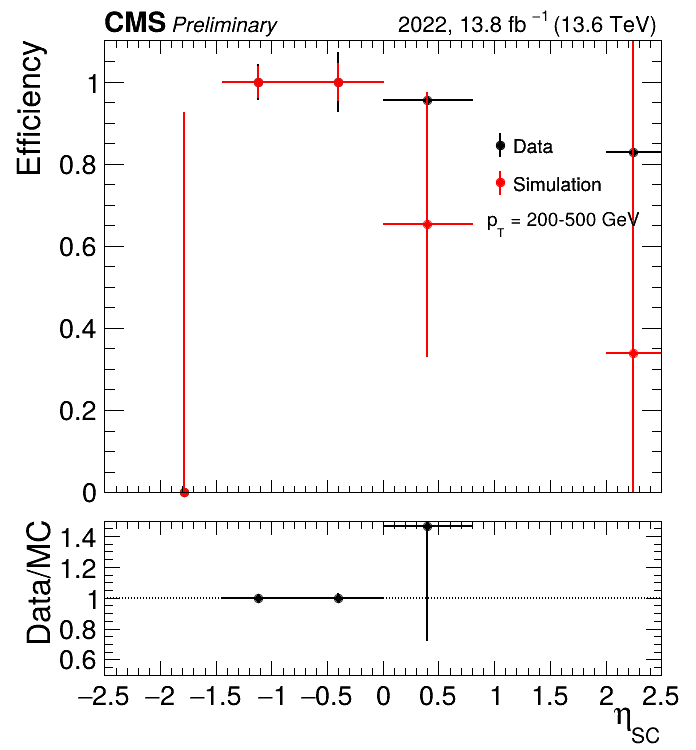 CMS Preliminary 2022, 13.8 fb⁻¹ (13.6 TeV)
Efficiency
1
0.8
0.6
0.4
0.2
0
Data
Simulation
p_T = 200-500 GeV
Data/MC
1.4
1.2
1
0.8
0.6
−2.5 −2 −1.5 −1 −0.5 0 0.5 1 1.5 2 2.5
η_SC